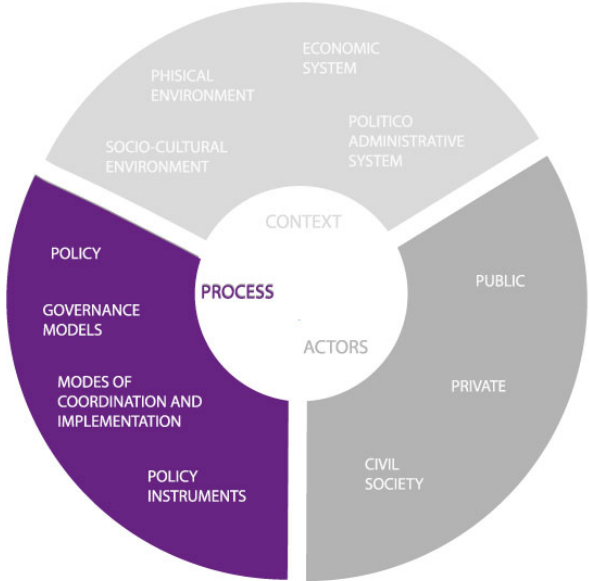 ECONOMIC
SYSTEM
PHISICAL
ENVIRONMENT
POLITICO
ADMINISTRATIVE
SYSTEM
SOCIO-CULTURAL
ENVIRONMENT
CONTEXT
POLICY
PROCESS
PUBLIC
GOVERNANCE
MODELS
ACTORS
MODES OF
COORDINATION AND
IMPLEMENTATION
PRIVATE
POLICY
INSTRUMENTS
CIVIL
SOCIETY